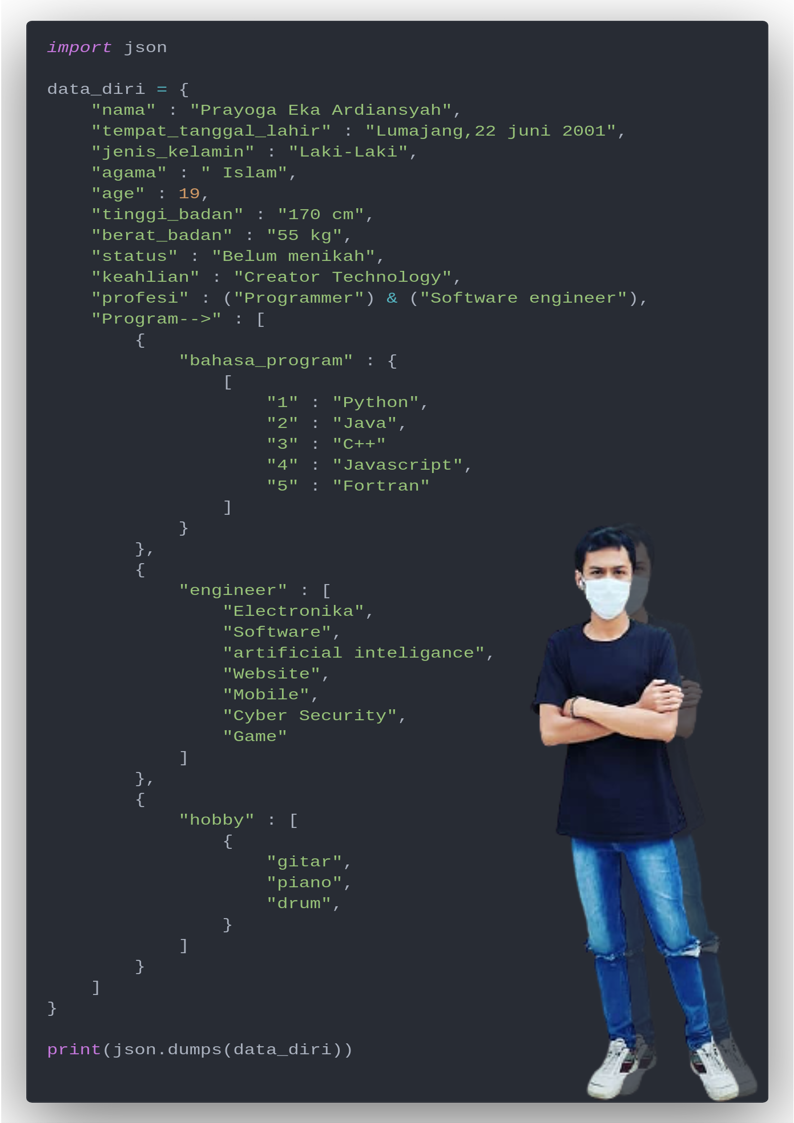 import json
data_diri = {
"nama" : "Prayoga Eka Ardiansyah",
"tempat_tanggal_lahir" : "Lumajang,22 juni 2001",
"jenis_kelamin" : "Laki-Laki",
"agama" : " Islam",
"age" : 19,
"tinggi_badan" : "170 cm",
"berat_badan" : "55 kg",
"status" : "Belum menikah",
"keahlian" : "Creator Technology",
"profesi" : ("Programmer") & ("Software engineer"),
"Program-->" : [
{
"bahasa_program" : {
[
"1" : "Python",
"2" : "Java",
"3" : "C++"
"4" : "Javascript",
"5" : "Fortran"
]
}
},
{
"engineer" : [
"Electronika",
"Software",
"artificial inteligance",
"Website",
"Mobile",
"Cyber Security",
"Game"
]
},
{
"hobby" : [
{
"gitar",
"piano",
"drum",
}
]
}
]
}
print(json.dumps(data_diri))